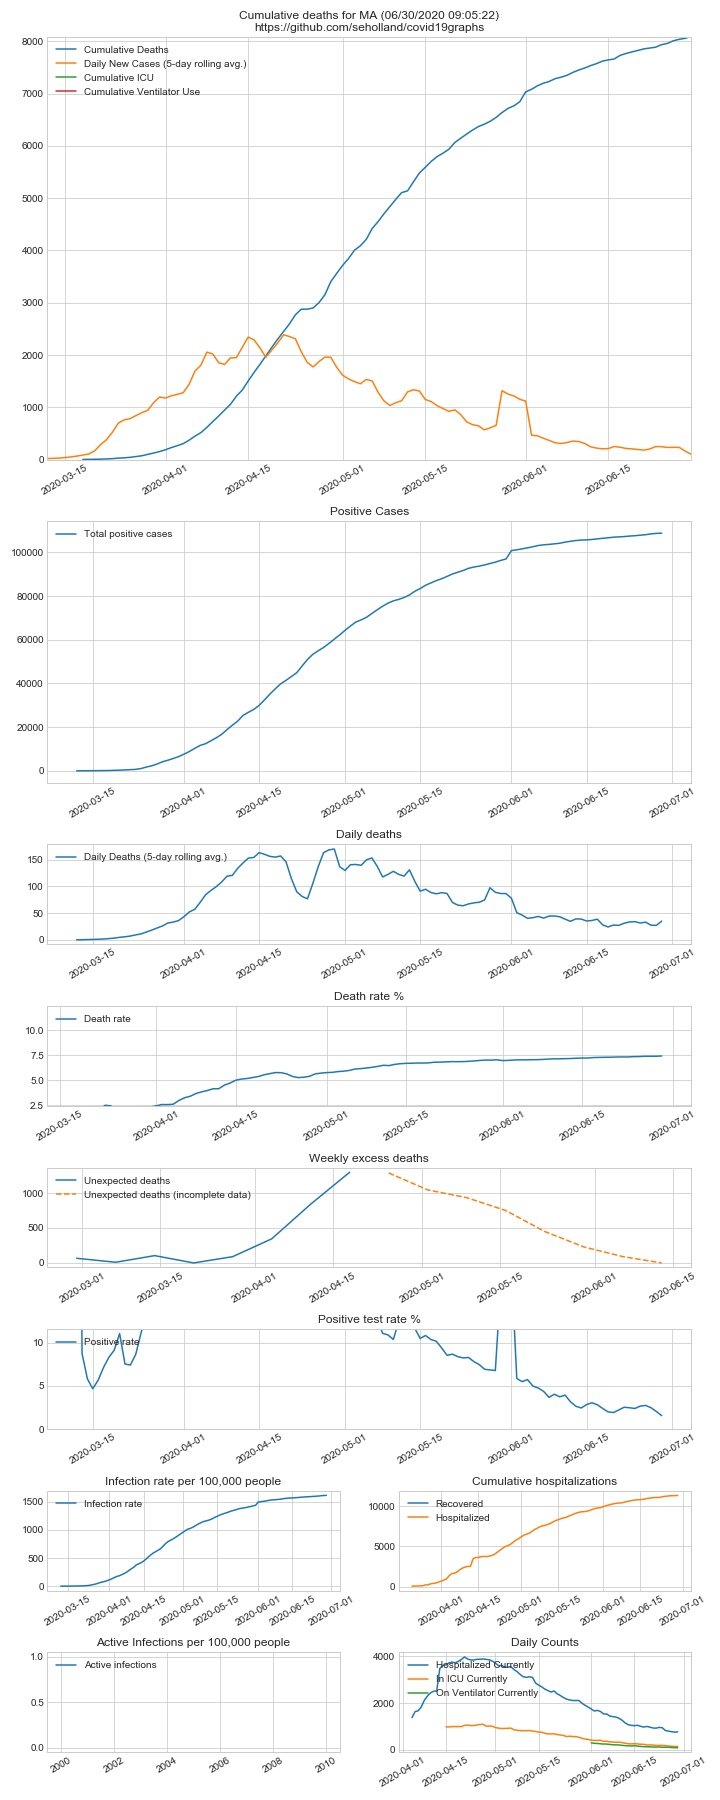 Cumulative deaths for MA (06/30/2020 09:05:22)
https://github.com/seholland/covid19graphs
8000
7000
6000
5000
4000
3000
2000
1000
0
Cumulative Deaths
Daily New Cases (5-day rolling avg.)
Cumulative ICU
Cumulative Ventilator Use
2020-03-15 2020-04-01 2020-04-15 2020-05-01 2020-05-15 2020-06-01 2020-06-15
Positive Cases
Total positive cases
100000
80000
60000
40000
20000
0
2020-03-15 2020-04-01 2020-04-15 2020-05-01 2020-05-15 2020-06-01 2020-06-15 2020-07-01
Daily deaths
Daily Deaths (5-day rolling avg.)
150
100
50
0
2020-03-15 2020-04-01 2020-04-15 2020-05-01 2020-05-15 2020-06-01 2020-06-15 2020-07-01
Death rate %
Death rate
10.0
7.5
5.0
2.5
2020-03-15 2020-04-01 2020-04-15 2020-05-01 2020-05-15 2020-06-01 2020-06-15 2020-07-01
Weekly excess deaths
Unexpected deaths
Unexpected deaths (incomplete data)
1000
500
0
2020-03-01 2020-03-15 2020-04-01 2020-04-15 2020-05-01 2020-05-15 2020-06-01 2020-06-15
Positive test rate %
Positive rate
10
5
0
2020-03-15 2020-04-01 2020-04-15 2020-05-01 2020-05-15 2020-06-01 2020-06-15 2020-07-01
Infection rate per 100,000 people
Infection rate
1500
1000
500
0
2020-03-15 2020-04-01 2020-04-15 2020-05-01 2020-05-15 2020-06-01 2020-06-15 2020-07-01
Cumulative hospitalizations
Recovered
Hospitalized
10000
5000
0
2020-04-01 2020-04-15 2020-05-01 2020-05-15 2020-06-01 2020-06-15 2020-07-01
Active Infections per 100,000 people
Active infections
1.0
0.5
0.0
2000 2002 2004 2006 2008 2010
Daily Counts
Hospitalized Currently
In ICU Currently
On Ventilator Currently
4000
2000
0
2020-04-01 2020-04-15 2020-05-01 2020-05-15 2020-06-01 2020-06-15 2020-07-01